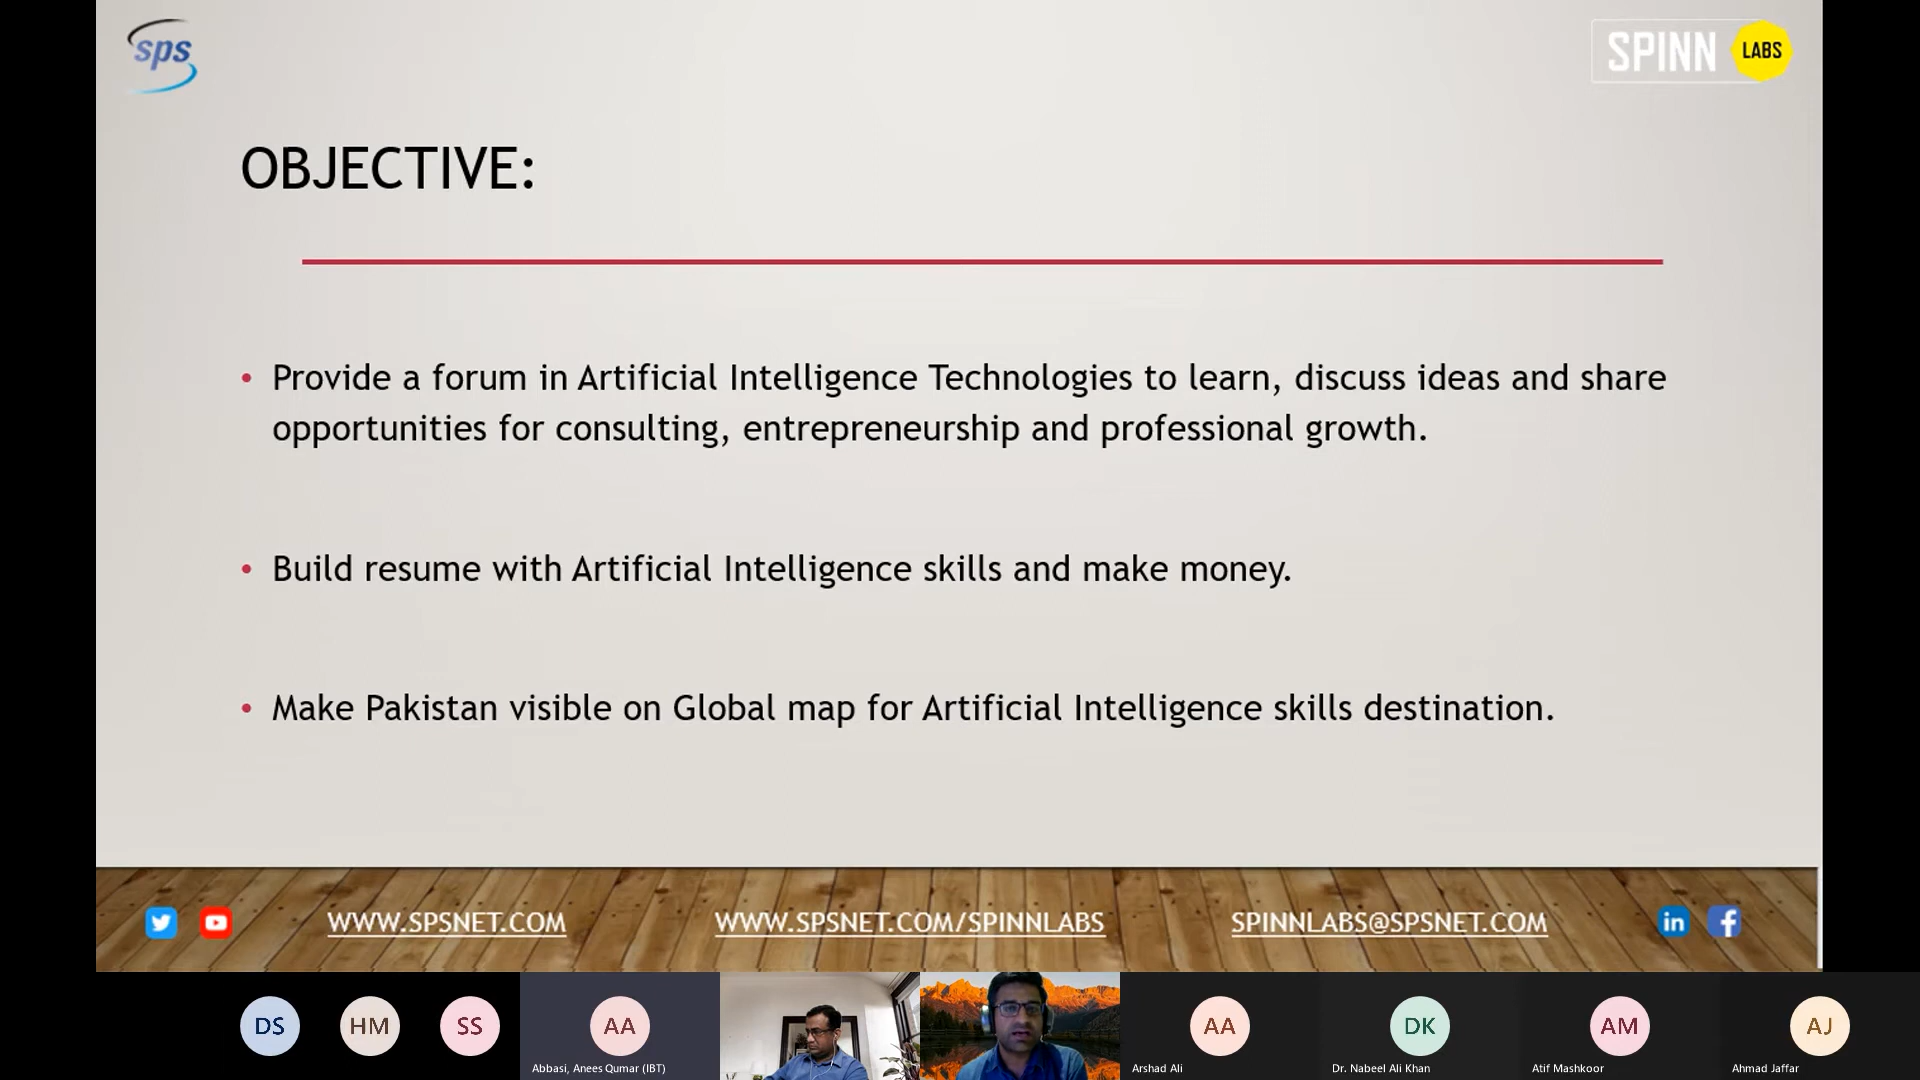 sps
SPINN LABS
OBJECTIVE:
• Provide a forum in Artificial Intelligence Technologies to learn, discuss ideas and share
opportunities for consulting, entrepreneurship and professional growth.
• Build resume with Artificial Intelligence skills and make money.
• Make Pakistan visible on Global map for Artificial Intelligence skills destination.
WWW.SPSNET.COM WWW.SPSNET.COM/SPINNLABS SPINNLABS@SPSNET.COM in f
DS HM SS AA AA DK AM AJ
Abbasi, Anees Qumar (IBT) Arshad Ali Dr. Nabeel Ali Khan Atif Mashkoor Ahmad Jaffar